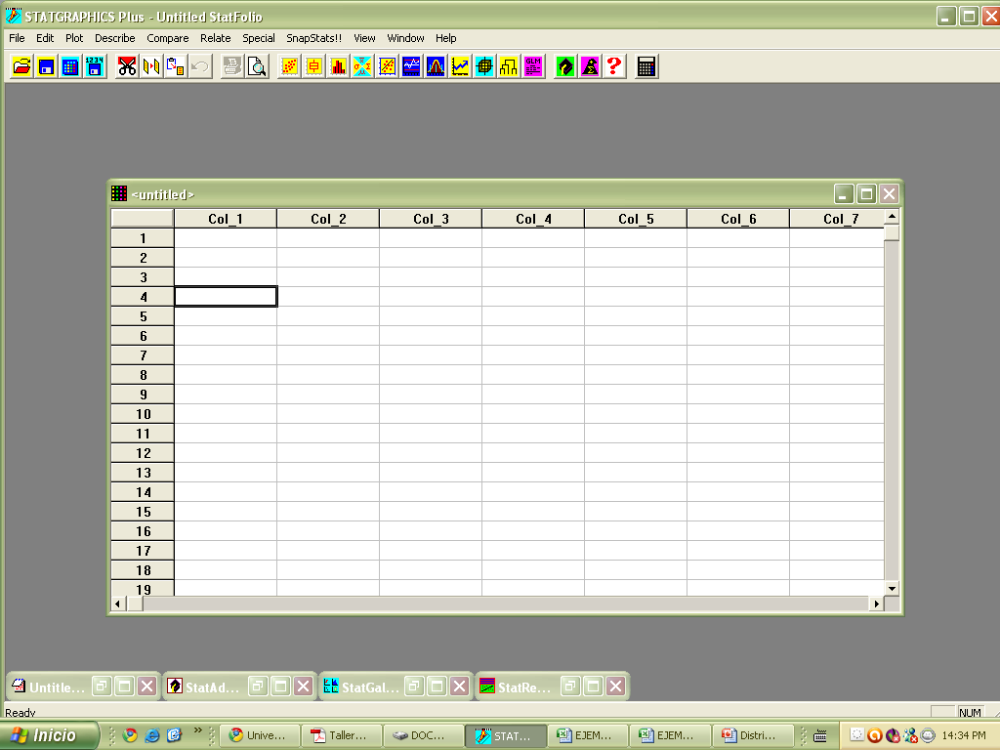 STATGRAPHICS Plus - Untitled StatFolio
File Edit Plot Describe Compare Relate Special SnapStats!! View Window Help
1234
GLM
<untitled>
Col_1 Col_2 Col_3 Col_4 Col_5 Col_6 Col_7
1
2
3
4
5
6
7
8
9
10
11
12
13
14
15
16
17
18
19
Untitle... StatAd... StatGal... StatRe...
Ready NUM
Inicio » Unive... Taller... DOC... STAT... EJEM... EJEM... Distri... 14:34 PM